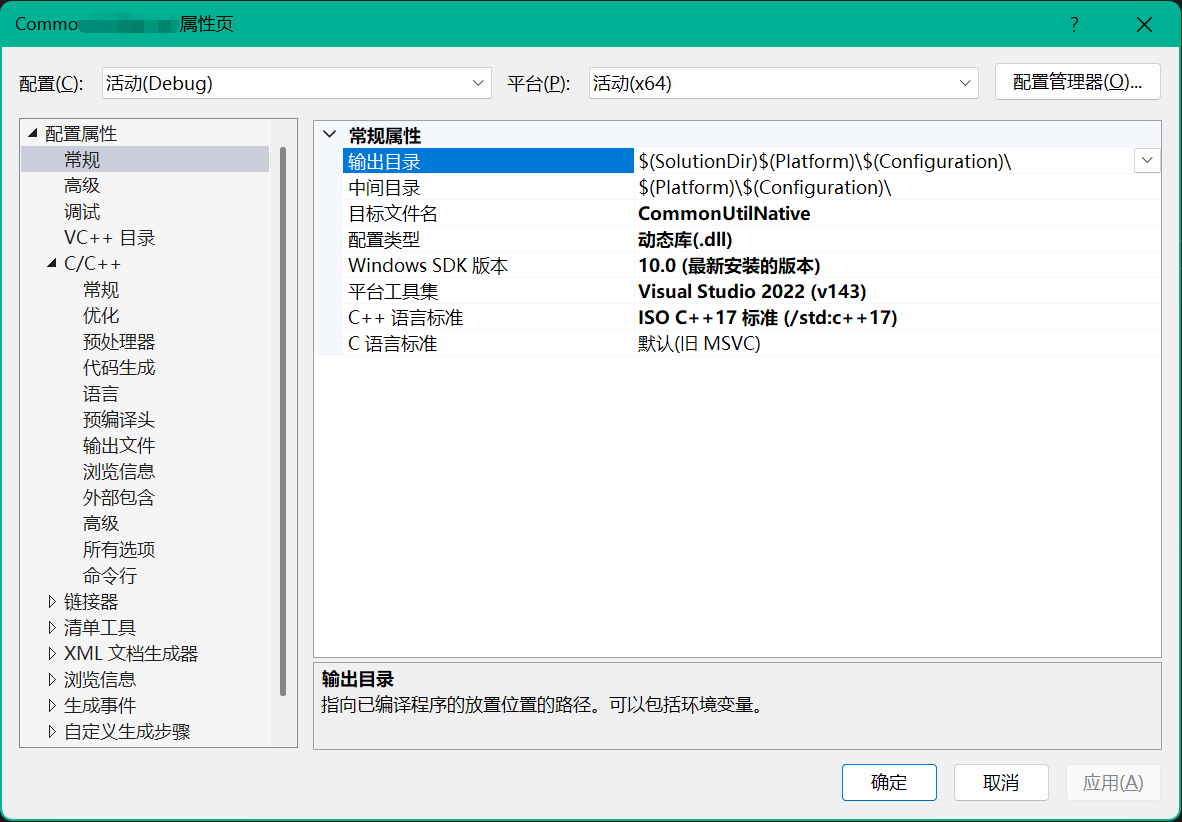 Commo 属性页
配置(C): 活动(Debug) 平台(P): 活动(x64) 配置管理器(O)...
配置属性
常规
高级
调试
VC++ 目录
C/C++
常规
优化
预处理器
代码生成
语言
预编译头
输出文件
浏览信息
外部包含
高级
所有选项
命令行
链接器
清单工具
XML 文档生成器
浏览信息
生成事件
自定义生成步骤
常规属性
输出目录 $(SolutionDir)$(Platform)\$(Configuration)\
中间目录 $(Platform)\$(Configuration)\
目标文件名 CommonUtilNative
配置类型 动态库(.dll)
Windows SDK 版本 10.0 (最新安装的版本)
平台工具集 Visual Studio 2022 (v143)
C++ 语言标准 ISO C++17 标准 (/std:c++17)
C 语言标准 默认(旧 MSVC)
输出目录
指向已编译程序的放置位置的路径。可以包括环境变量。
确定 取消 应用(A)